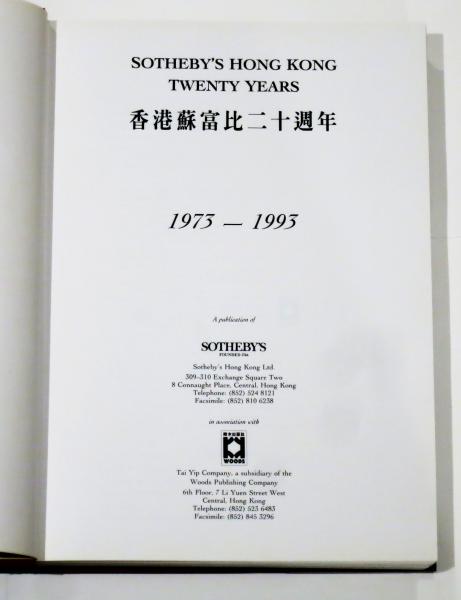 SOTHEBY'S HONG KONG
TWENTY YEARS
香港蘇富比二十週年
1973 — 1993
A publication of
SOTHEBY'S
FOUNDED 1744
Sotheby's Hong Kong Ltd.
309–310 Exchange Square Two
8 Connaught Place, Central, Hong Kong
Telephone: (852) 524 8121
Facsimile: (852) 810 6238
in association with
WOODS
Tai Yip Company, a subsidiary of the
Woods Publishing Company
6th Floor, 7 Li Yuen Street West
Central, Hong Kong
Telephone: (852) 523 6483
Facsimile: (852) 845 3296